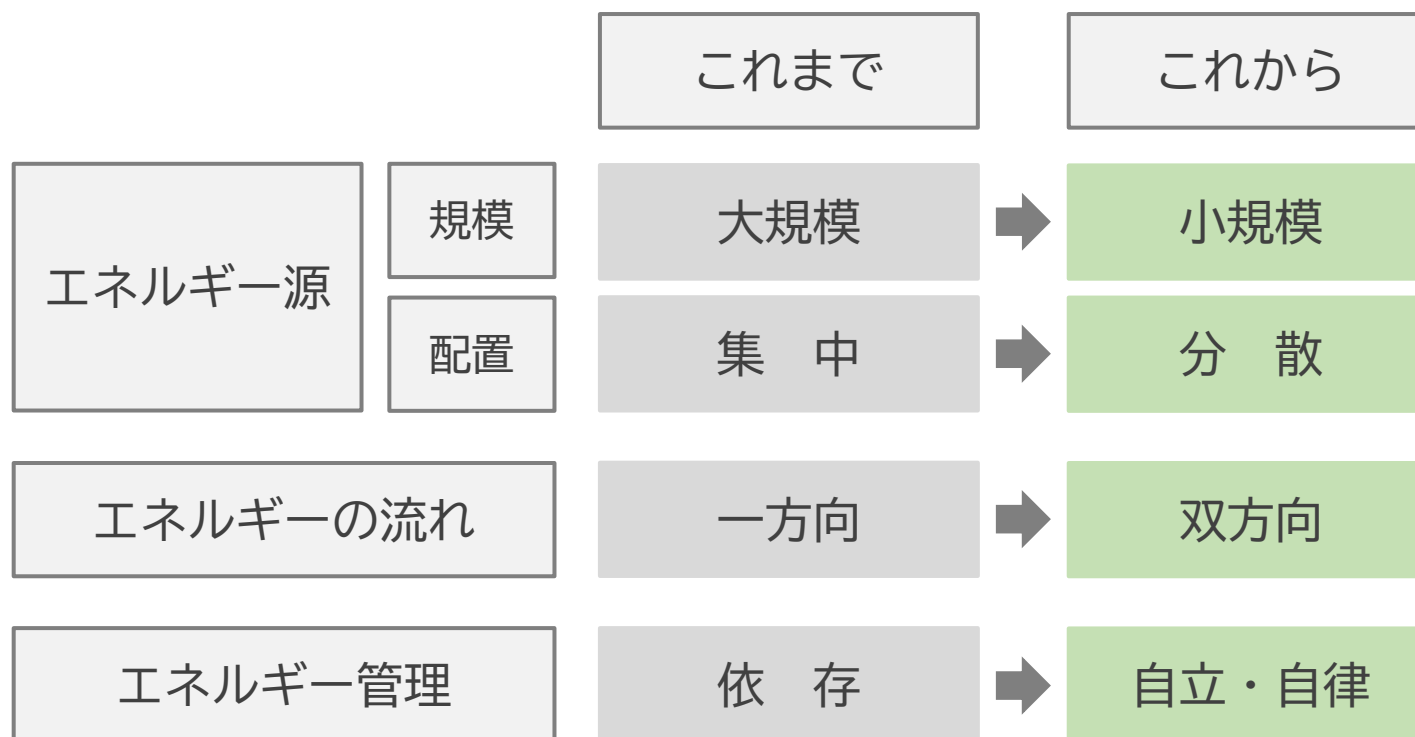 これまで
これから
エネルギー源
規模
大規模
小規模
配置
集　中
分　散
エネルギーの流れ
一方向
双方向
エネルギー管理
依　存
自立・自律